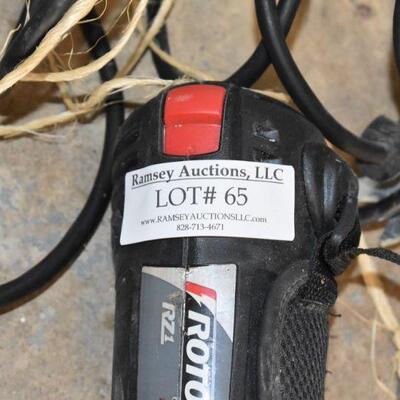 Ramsey Auctions, LLC
LOT# 65
www.RAMSEYAUCTIONSLLC.com
828-713-4671
RZ1
ROTO